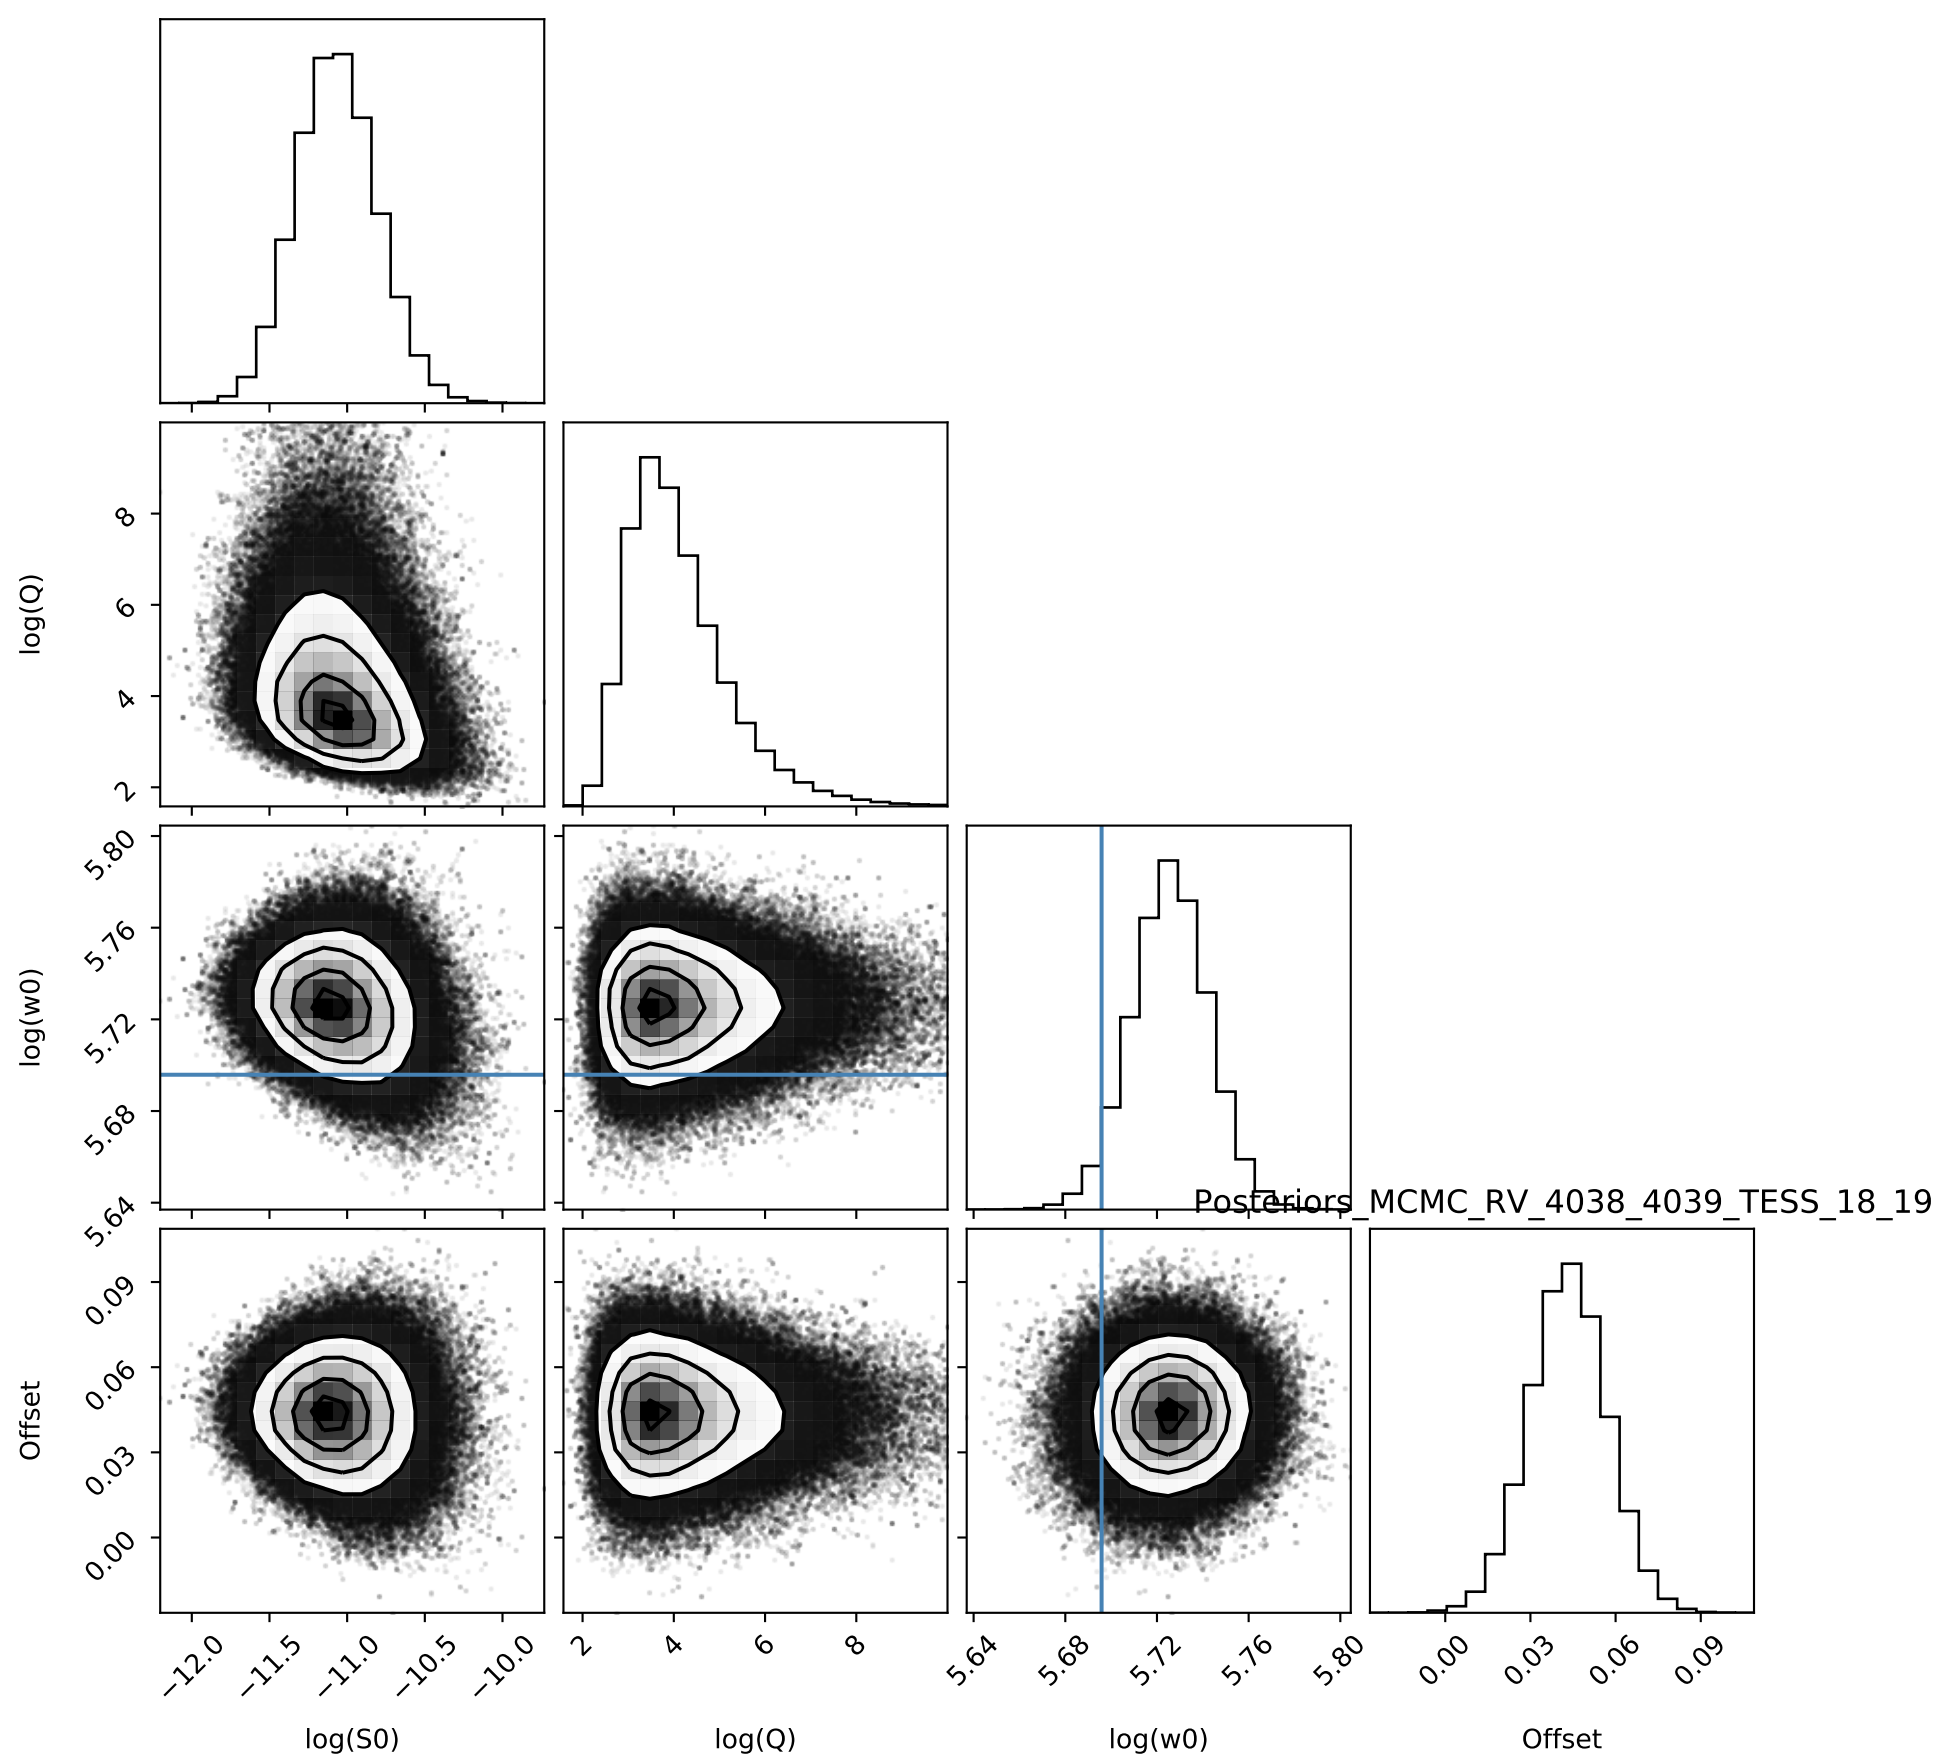 log(Q)
8
6
4
2
log(w0)
5.80
5.76
5.72
5.68
5.64
Posteriors_MCMC_RV_4038_4039_TESS_18_19
Offset
0.09
0.06
0.03
0.00
−12.0 −11.5 −11.0 −10.5 −10.0 2 4 6 8 5.64 5.68 5.72 5.76 5.80 0.00 0.03 0.06 0.09
log(S0) log(Q) log(w0) Offset